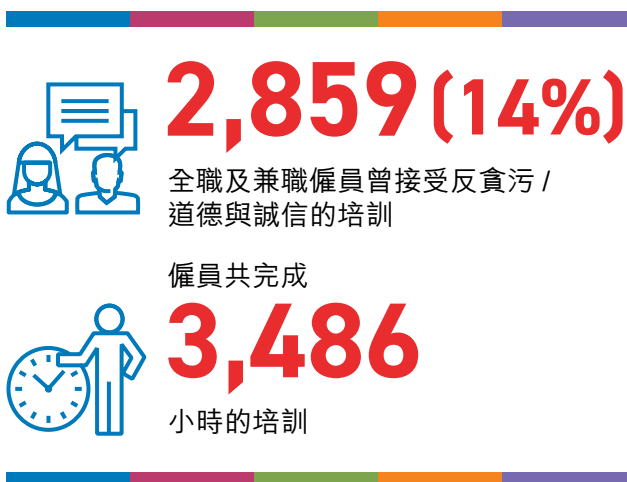 2,859(14%)
全職及兼職僱員曾接受反貪污 /
道德與誠信的培訓
僱員共完成
3,486
小時的培訓